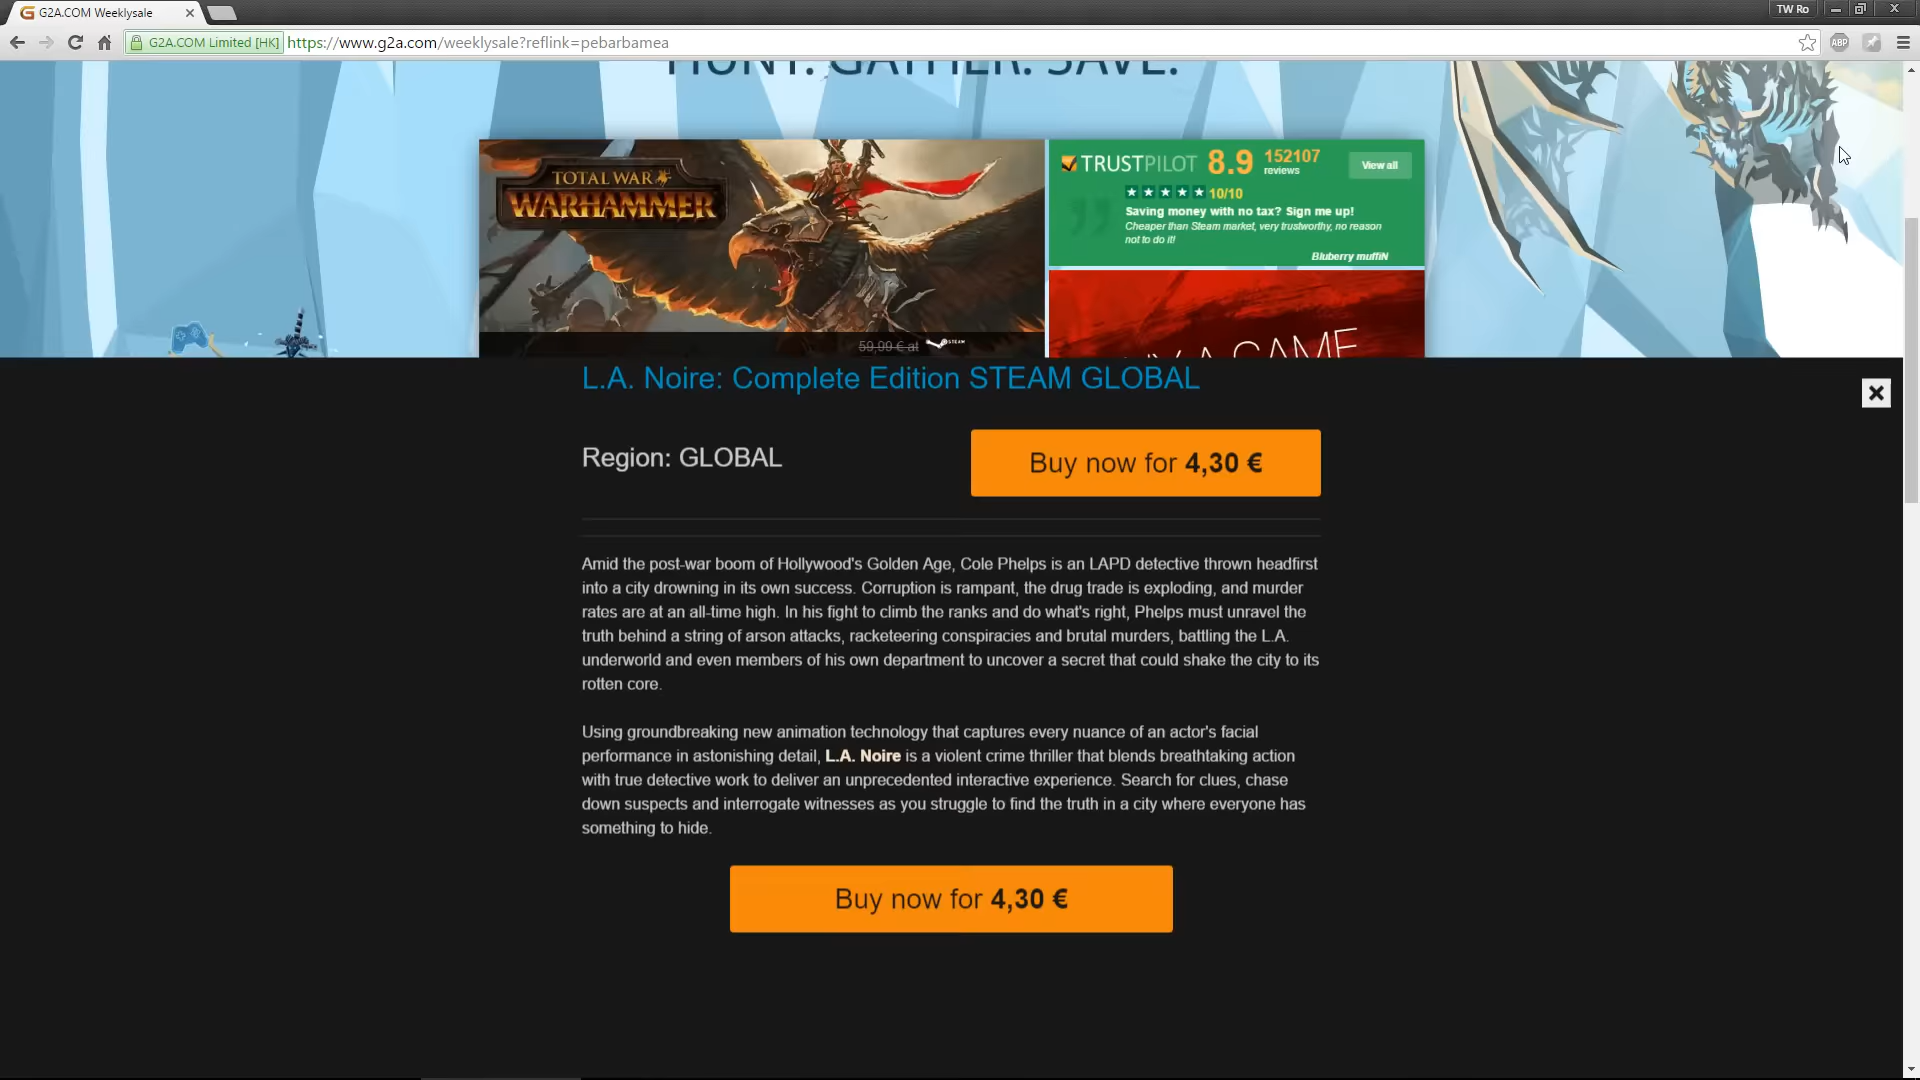 G2A.COM Weeklysale
TW Ro
G2A.COM Limited [HK] https://www.g2a.com/weeklysale?reflink=pebarbamea
ABP
HUNT. GATHER. SAVE.
TOTAL WAR
WARHAMMER
59,99 € at STEAM
TRUSTPILOT 8.9 152107
reviews
View all
10/10
Saving money with no tax? Sign me up!
Cheaper than Steam market, very trustworthy, no reason
not to do it!
Bluberry muffiN
A GAME
L.A. Noire: Complete Edition STEAM GLOBAL
Region: GLOBAL
Buy now for 4,30 €
Amid the post-war boom of Hollywood's Golden Age, Cole Phelps is an LAPD detective thrown headfirst
into a city drowning in its own success. Corruption is rampant, the drug trade is exploding, and murder
rates are at an all-time high. In his fight to climb the ranks and do what's right, Phelps must unravel the
truth behind a string of arson attacks, racketeering conspiracies and brutal murders, battling the L.A.
underworld and even members of his own department to uncover a secret that could shake the city to its
rotten core.
Using groundbreaking new animation technology that captures every nuance of an actor's facial
performance in astonishing detail, L.A. Noire is a violent crime thriller that blends breathtaking action
with true detective work to deliver an unprecedented interactive experience. Search for clues, chase
down suspects and interrogate witnesses as you struggle to find the truth in a city where everyone has
something to hide.
Buy now for 4,30 €